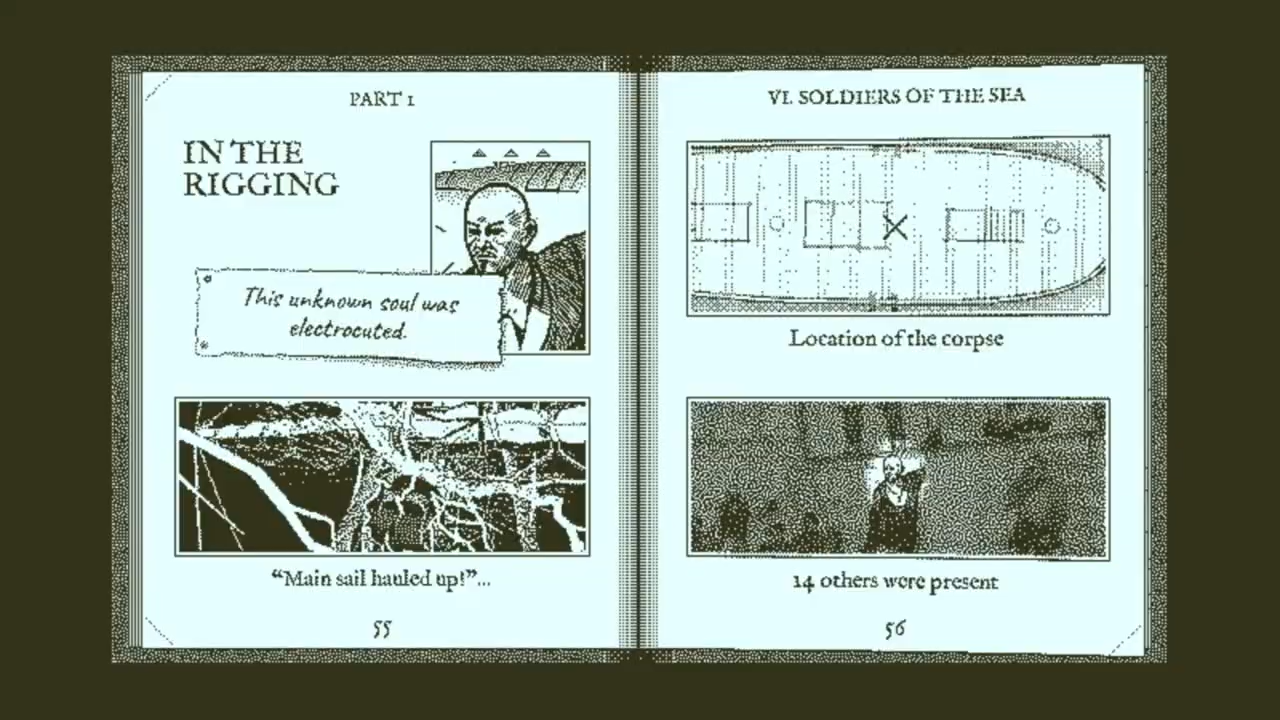 PART 1
IN THE
RIGGING
This unknown soul was
electrocuted.
“Main sail hauled up!”...
55
VI. SOLDIERS OF THE SEA
Location of the corpse
14 others were present
56